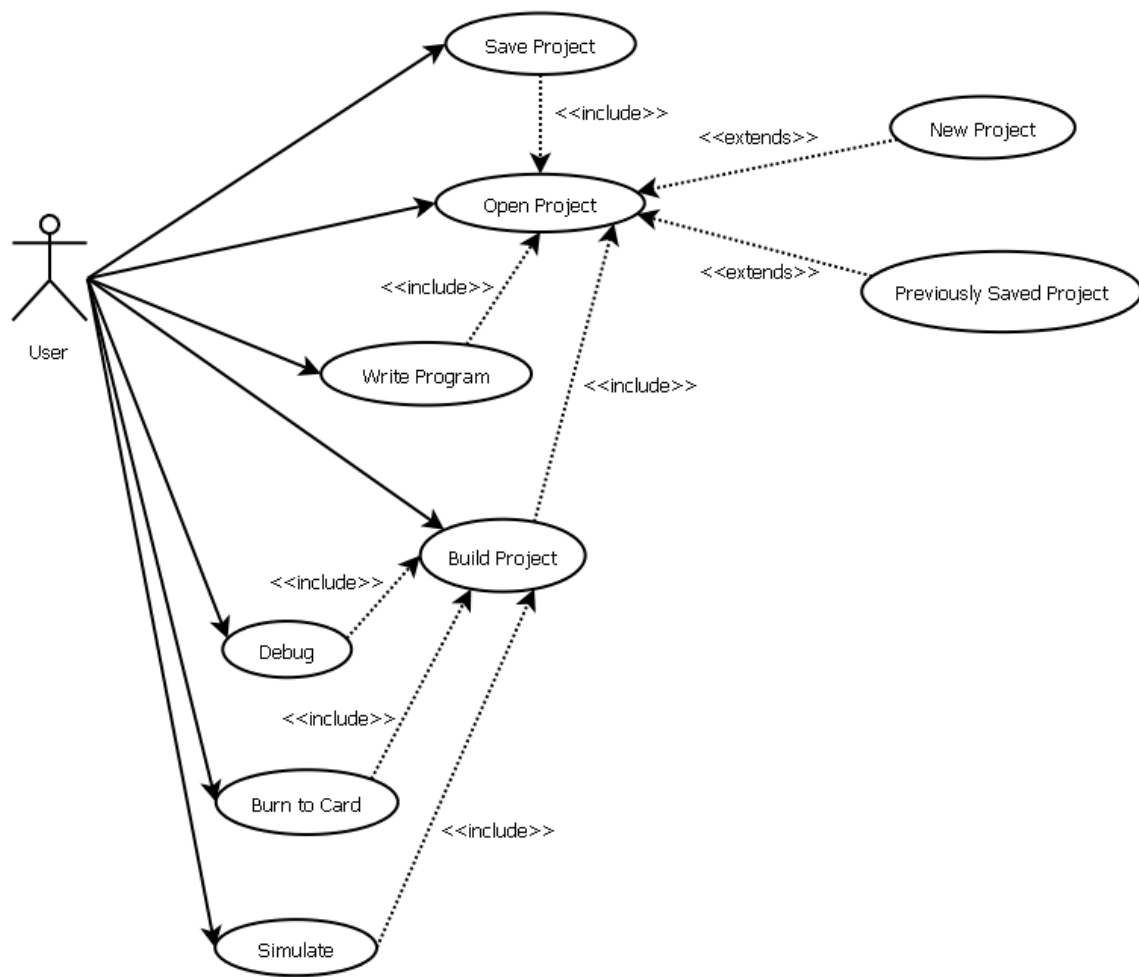 Save Project
<<include>>
New Project
<<extends>>
Open Project
<<include>>
<<extends>>
Previously Saved Project
User
Write Program
<<include>>
Build Project
<<include>>
Debug
<<include>>
Burn to Card
<<include>>
Simulate